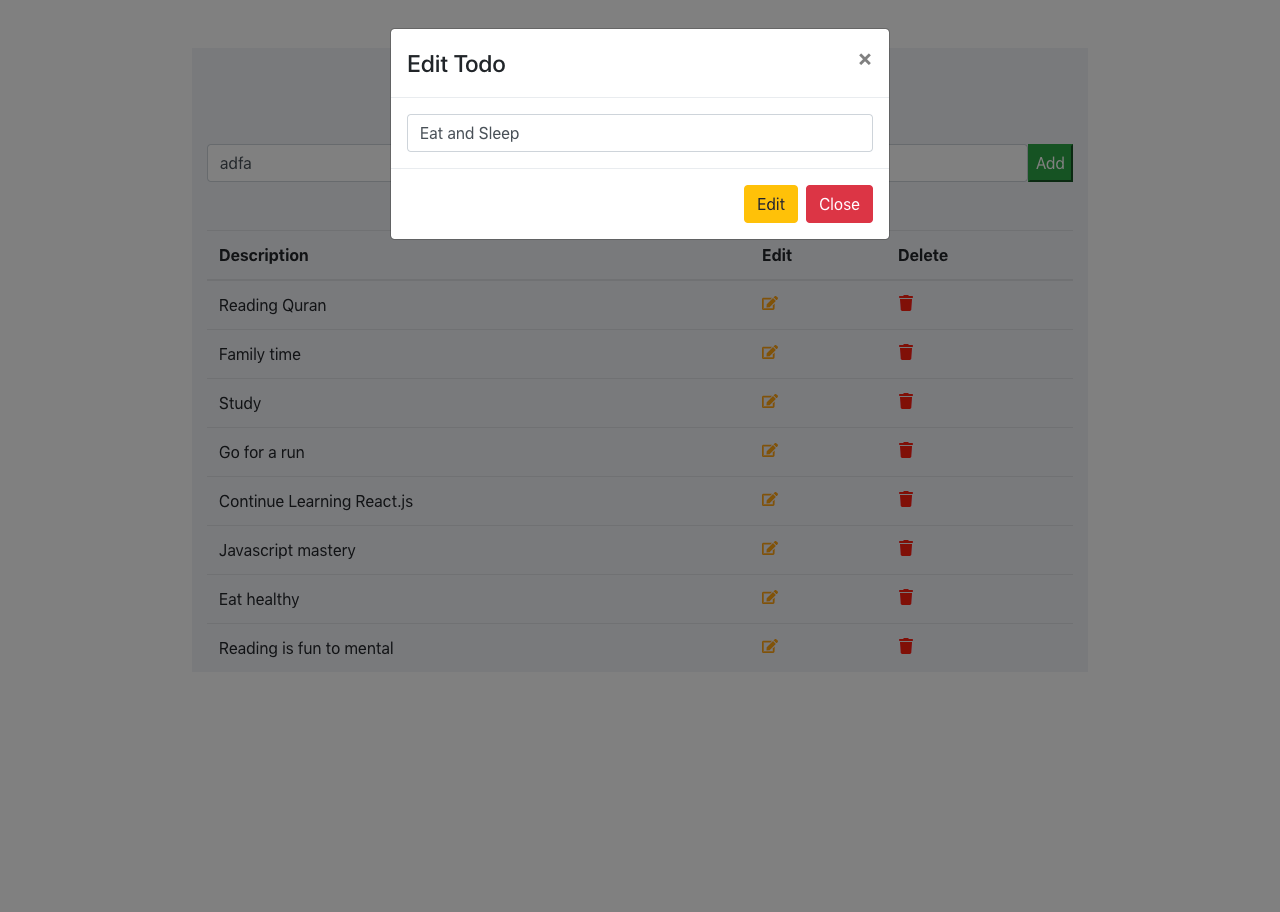 Edit Todo ×
Eat and Sleep
Edit Close
adfa Add
Description Edit Delete
Reading Quran
Family time
Study
Go for a run
Continue Learning React.js
Javascript mastery
Eat healthy
Reading is fun to mental